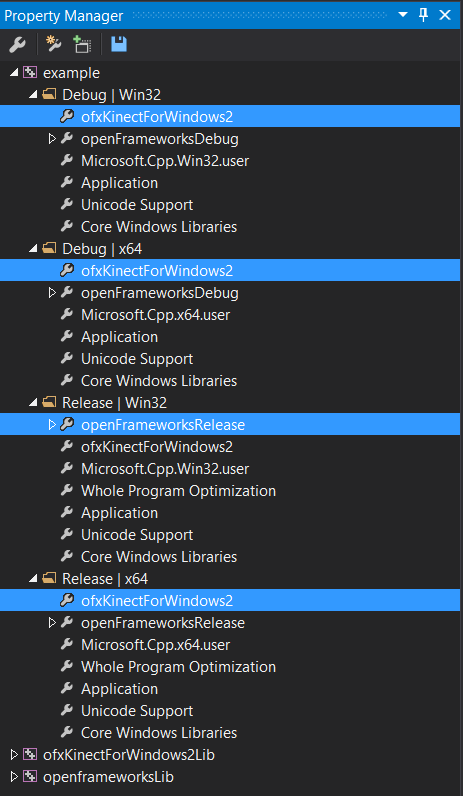 Property Manager
example
Debug | Win32
ofxKinectForWindows2
openFrameworksDebug
Microsoft.Cpp.Win32.user
Application
Unicode Support
Core Windows Libraries
Debug | x64
ofxKinectForWindows2
openFrameworksDebug
Microsoft.Cpp.x64.user
Application
Unicode Support
Core Windows Libraries
Release | Win32
openFrameworksRelease
ofxKinectForWindows2
Microsoft.Cpp.Win32.user
Whole Program Optimization
Application
Unicode Support
Core Windows Libraries
Release | x64
ofxKinectForWindows2
openFrameworksRelease
Microsoft.Cpp.x64.user
Whole Program Optimization
Application
Unicode Support
Core Windows Libraries
ofxKinectForWindows2Lib
openframeworksLib